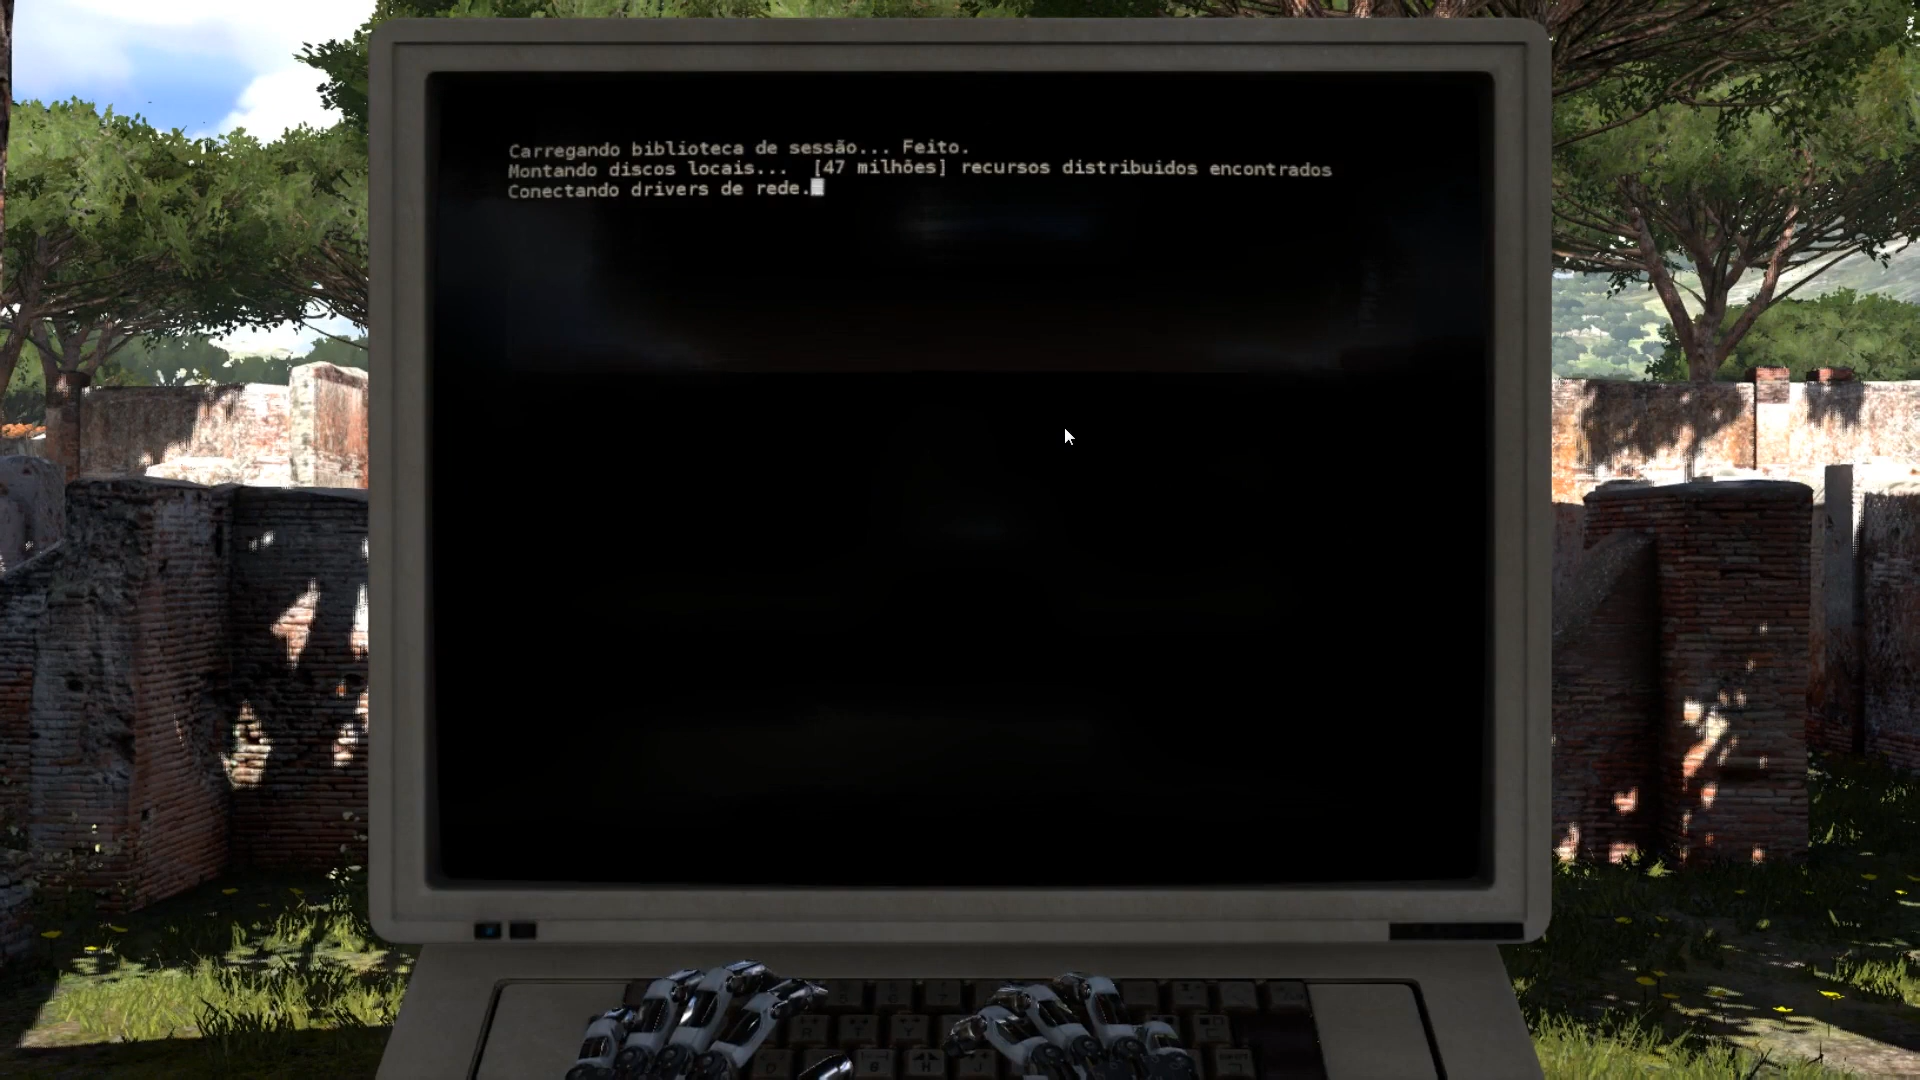 Carregando biblioteca de sessão... Feito.
Montando discos locais...  [47 milhões] recursos distribuidos encontrados
Conectando drivers de rede.